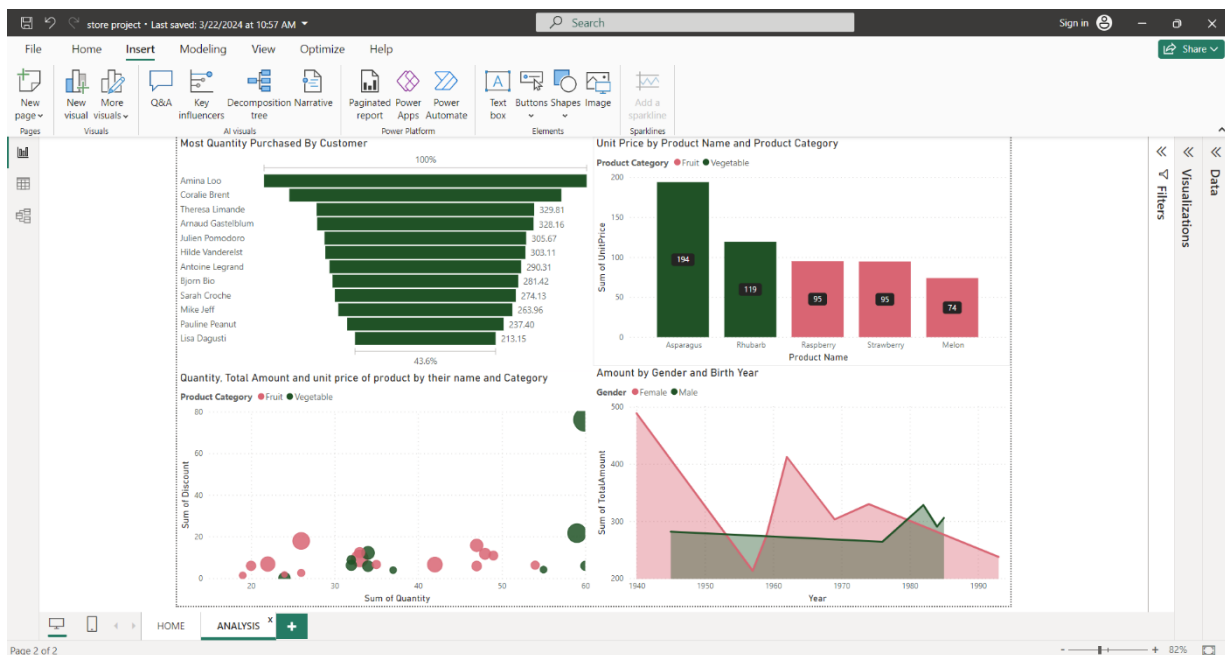 store project • Last saved: 3/22/2024 at 10:57 AM
Search
Sign in
File Home Insert Modeling View Optimize Help
Share
New page
New visual
More visuals
Q&A
Key influencers
Decomposition tree
Narrative
Paginated report
Power Apps
Power Automate
Text box
Buttons
Shapes
Image
Add a sparkline
Pages Visuals AI visuals Power Platform Elements Sparklines
Most Quantity Purchased By Customer
100%
Amina Loo
Coralie Brent
Theresa Limande 329.81
Arnaud Gastelblum 328.16
Julien Pomodoro 305.67
Hilde Vanderelst 303.11
Antoine Legrand 290.31
Bjorn Bio 281.42
Sarah Croche 274.13
Mike Jeff 263.96
Pauline Peanut 237.40
Lisa Dagusti 213.15
43.6%
Unit Price by Product Name and Product Category
Product Category Fruit Vegetable
Sum of UnitPrice
200
150
100
50
0
194
119
95
95
74
Asparagus Rhubarb Raspberry Strawberry Melon
Product Name
Quantity, Total Amount and unit price of product by their name and Category
Product Category Fruit Vegetable
Sum of Discount
80
60
40
20
0
20 30 40 50 60
Sum of Quantity
Amount by Gender and Birth Year
Gender Female Male
Sum of TotalAmount
500
400
300
200
1940 1950 1960 1970 1980 1990
Year
Filters
Visualizations
Data
HOME
ANALYSIS
Page 2 of 2
82%